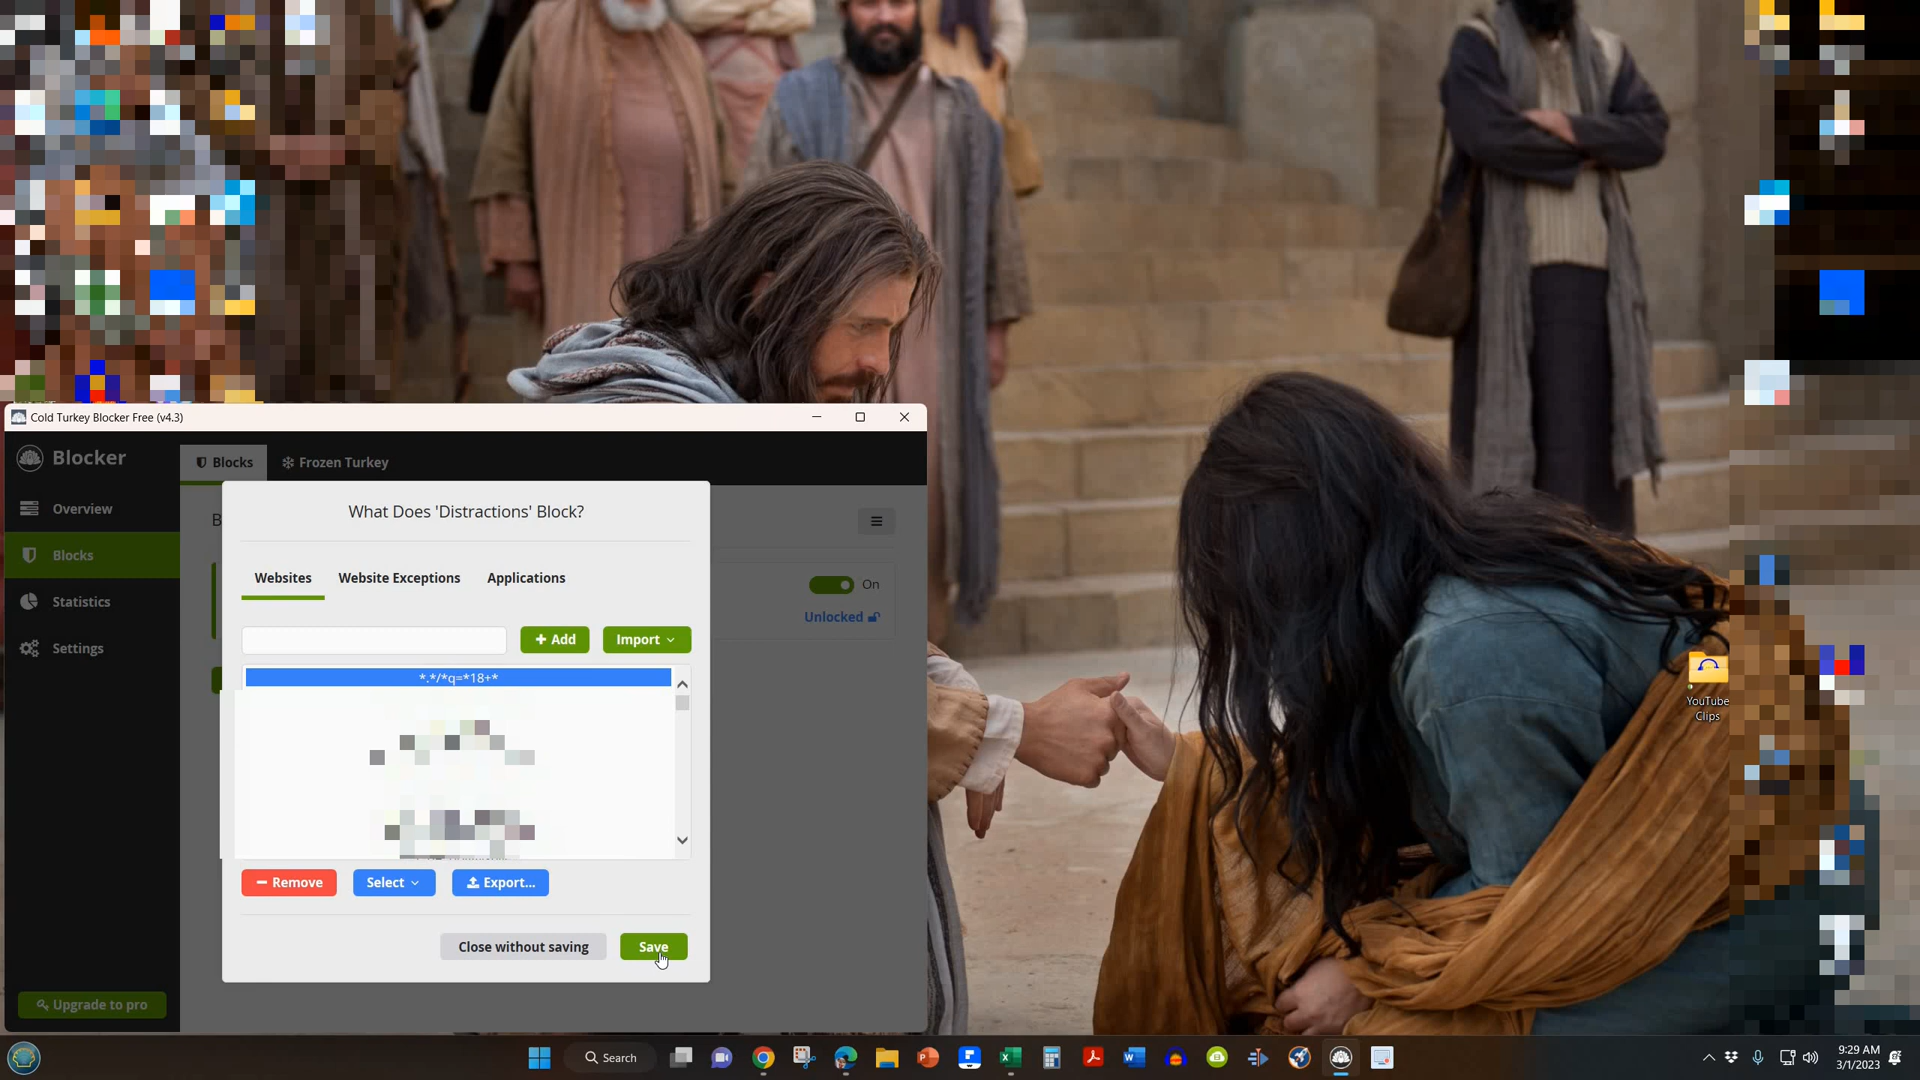 Cold Turkey Blocker Free (v4.3)
Blocker
Overview
Blocks
Statistics
Settings
Upgrade to pro
Blocks
Frozen Turkey
B
On
Unlocked
What Does 'Distractions' Block?
Websites
Website Exceptions
Applications
+ Add
Import
*.*/*q=*18+*
Remove
Select
Export...
Close without saving
Save
YouTube
Clips
Search
9:29 AM
3/1/2023